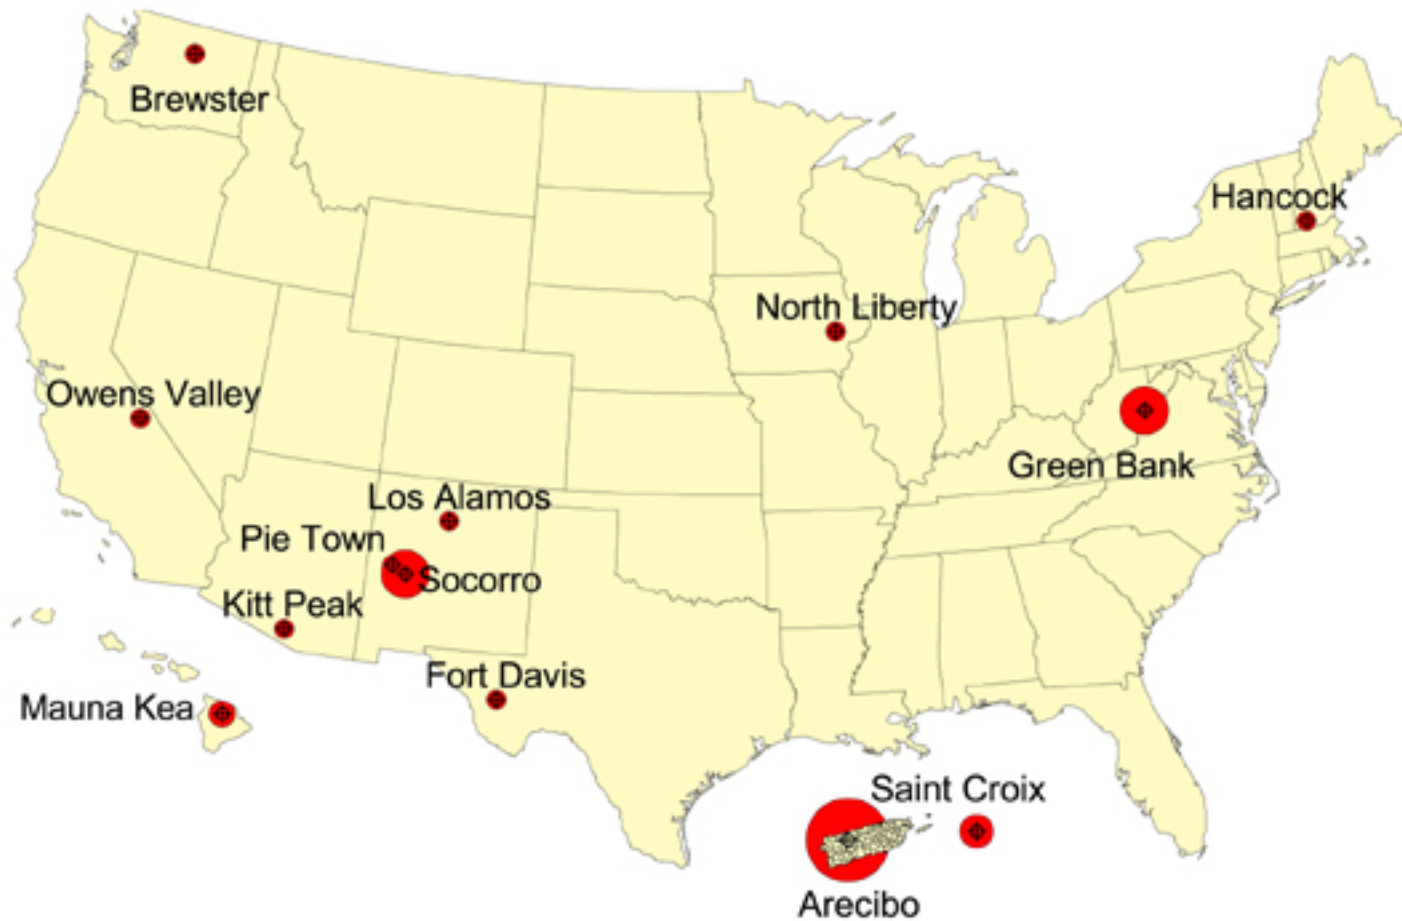 Brewster
Hancock
North Liberty
Owens Valley
Green Bank
Los Alamos
Pie Town
Socorro
Kitt Peak
Fort Davis
Mauna Kea
Saint Croix
Arecibo